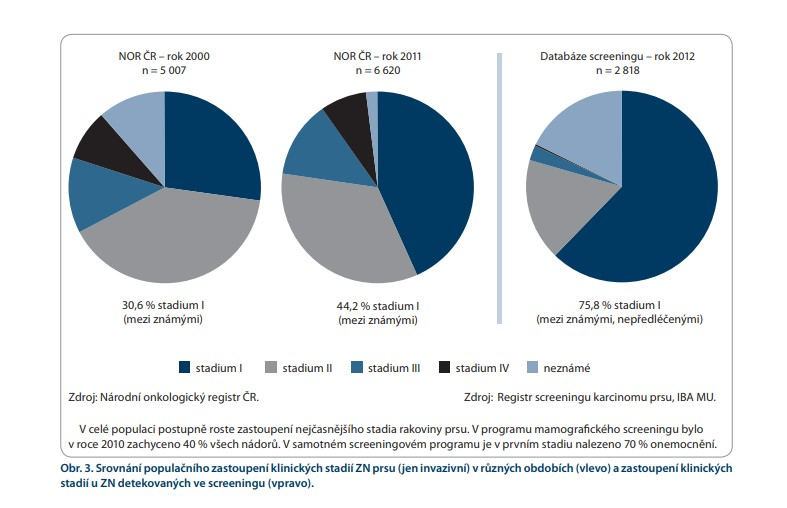 NOR ČR – rok 2000
n = 5 007
NOR ČR – rok 2011
n = 6 620
Databáze screeningu – rok 2012
n = 2 818
30,6 % stadium I
(mezi známými)
44,2 % stadium I
(mezi známými)
75,8 % stadium I
(mezi známými, nepředléčenými)
stadium I stadium II stadium III stadium IV neznámé
Zdroj: Národní onkologický registr ČR.
Zdroj: Registr screeningu karcinomu prsu, IBA MU.
V celé populaci postupně roste zastoupení nejčasnějšího stadia rakoviny prsu. V programu mamografického screeningu bylo
v roce 2010 zachyceno 40 % všech nádorů. V samotném screeningovém programu je v prvním stadiu nalezeno 70 % onemocnění.
Obr. 3. Srovnání populačního zastoupení klinických stadií ZN prsu (jen invazivní) v různých obdobích (vlevo) a zastoupení klinických
stadií u ZN detekovaných ve screeningu (vpravo).